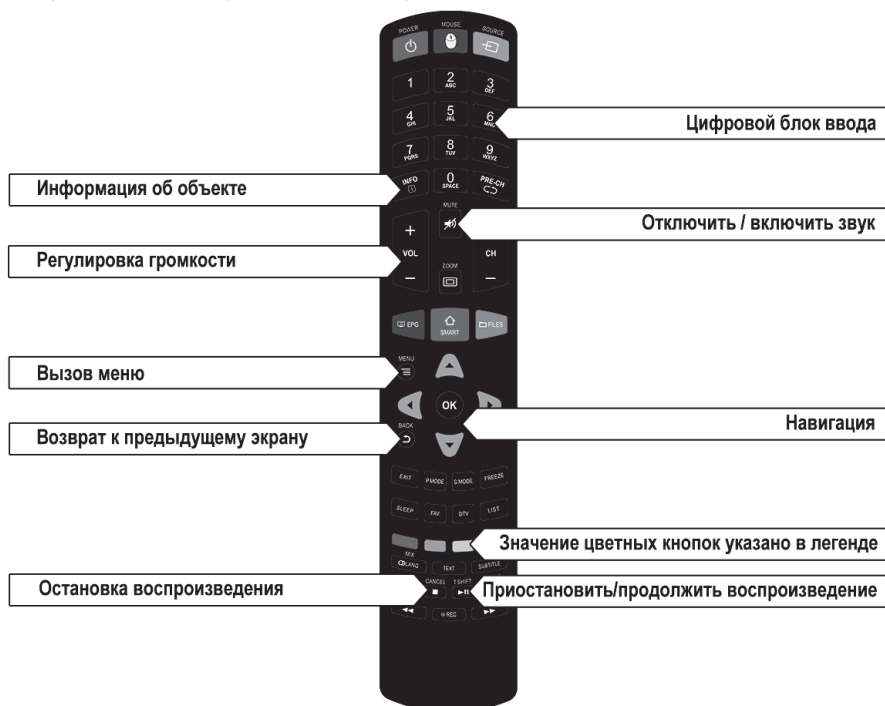 POWER MOUSE SOURCE
1 2 ABC 3 DEF
4 GHI 5 JKL 6 MNO
Цифровой блок ввода
7 PQRS 8 TUV 9 WXYZ
Информация об объекте
INFO 0 SPACE PRE-CH
MUTE
Отключить / включить звук
+
VOL CH
Регулировка громкости
− ZOOM −
EPG SMART FILES
MENU
Вызов меню
OK
Навигация
BACK
Возврат к предыдущему экрану
EXIT P.MODE S.MODE FREEZE
SLEEP FAV DTV LIST
Значение цветных кнопок указано в легенде
LANG TEXT SUBTITLE
CANCEL T.SHIFT
Остановка воспроизведения
Приостановить/продолжить воспроизведение
REC